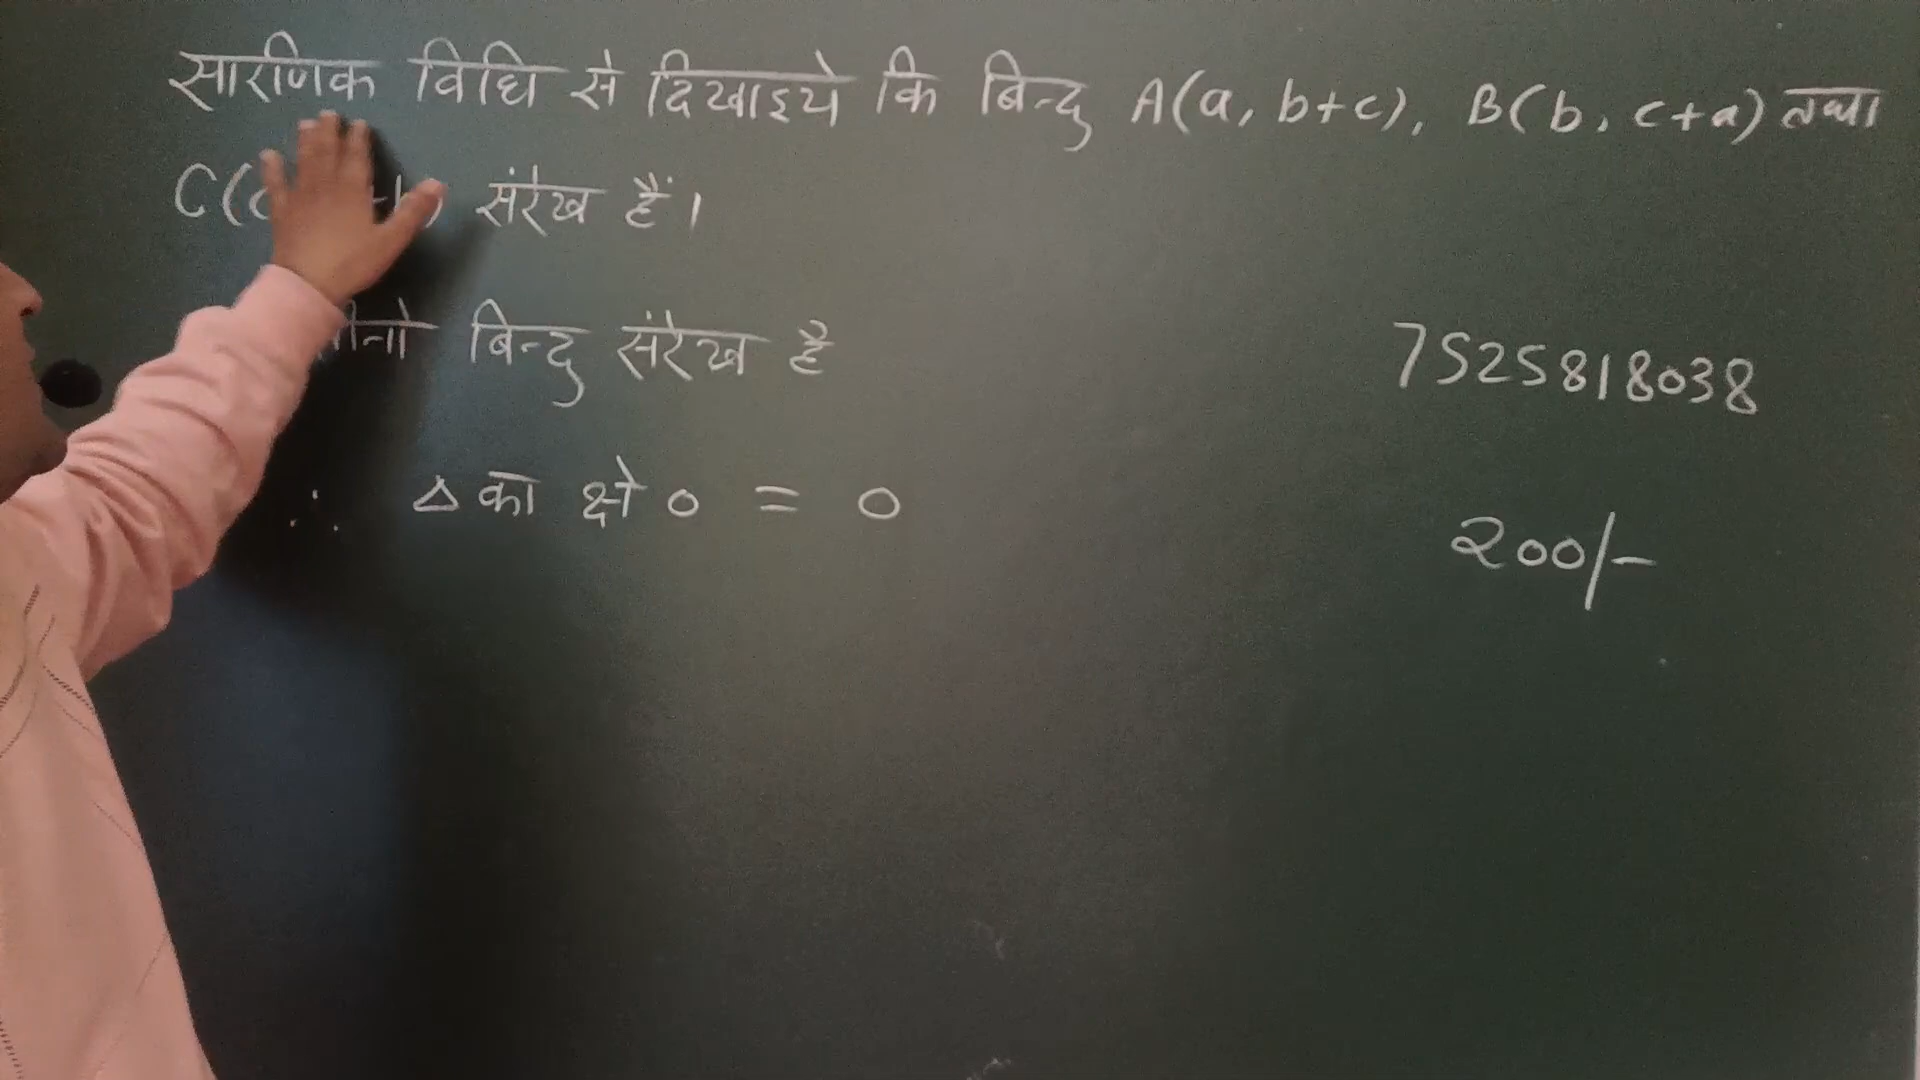 सारणिक विधि से दिखाइये कि बिन्दु A(a, b+c), B(b, c+a) तथा
C( संरेख हैं।
बिन्दु संरेख है
7525818038
∴ △ का क्षे० = 0
200/-